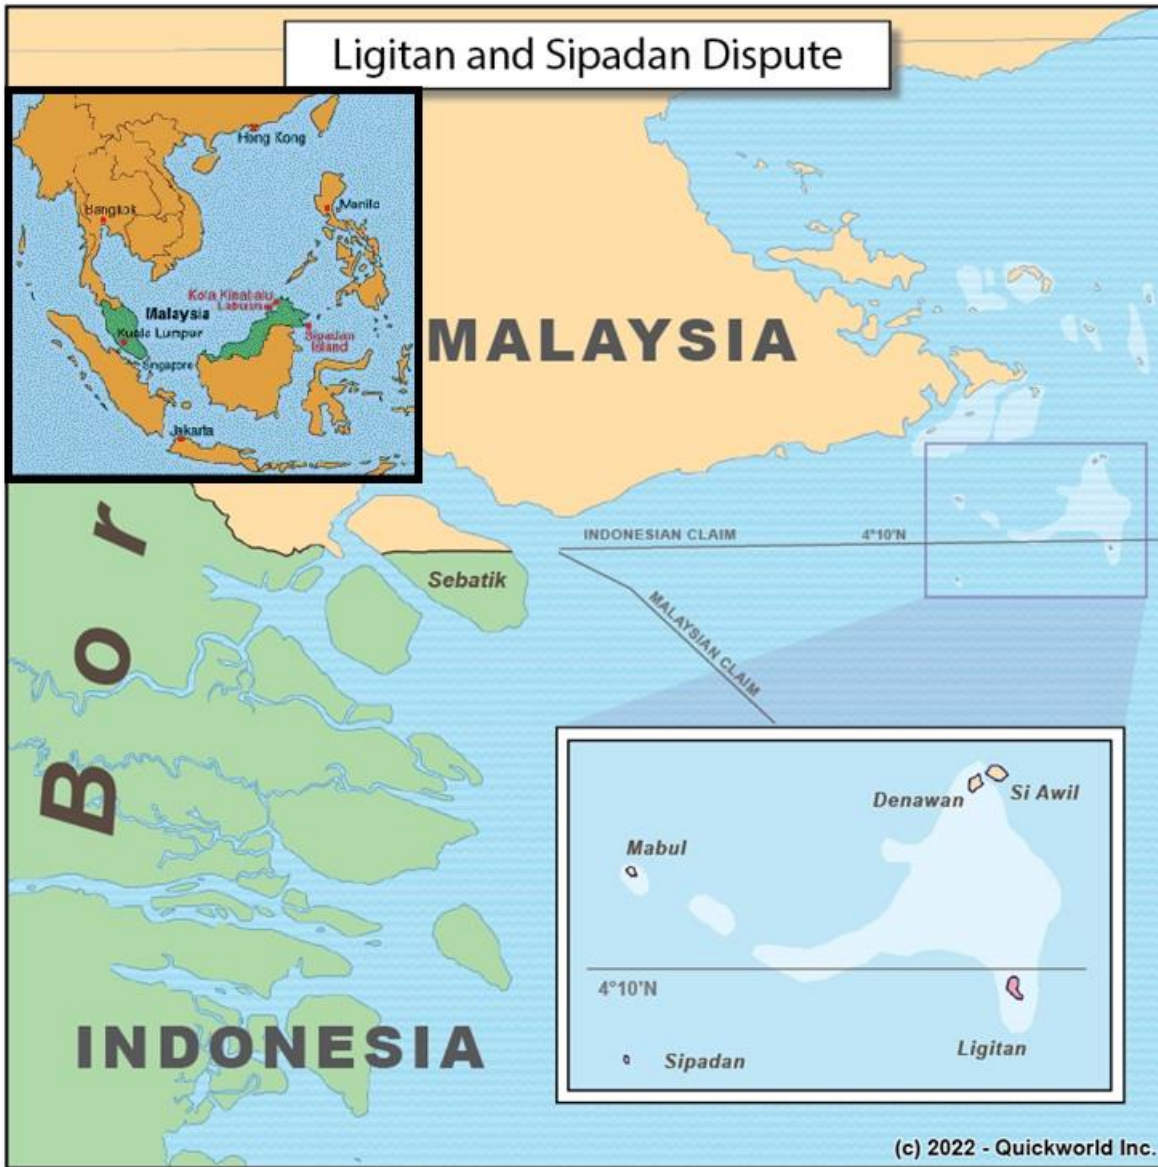 Ligitan and Sipadan Dispute
Hong Kong
Bangkok
Manila
Kota Kinabalu
Labuan
Malaysia
Kuala Lumpur
Sipadan
Island
Singapore
Jakarta
MALAYSIA
INDONESIAN CLAIM
4°10'N
Sebatik
MALAYSIAN CLAIM
Bor
Denawan
Si Awil
Mabul
4°10'N
Sipadan
Ligitan
INDONESIA
(c) 2022 - Quickworld Inc.